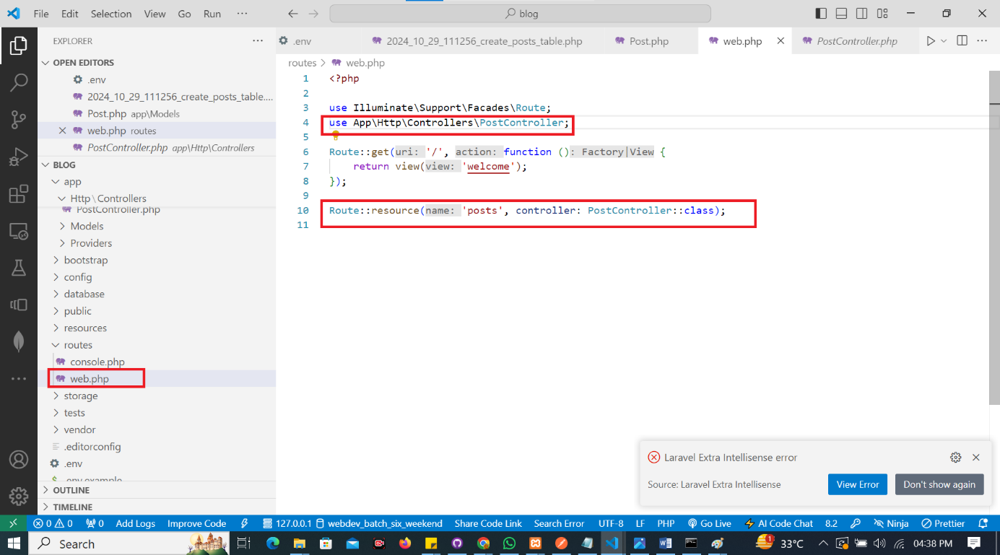 File Edit Selection View Go Run ··· blog
EXPLORER ···
OPEN EDITORS
.env
2024_10_29_111256_create_posts_table....
Post.php app\Models
web.php routes
PostController.php app\Http\Controllers
BLOG
app
Http\Controllers
PostController.php
Models
Providers
bootstrap
config
database
public
resources
routes
console.php
web.php
storage
tests
vendor
.editorconfig
.env
.env.example
OUTLINE
TIMELINE
.env 2024_10_29_111256_create_posts_table.php Post.php web.php PostController.php
routes > web.php
1 <?php
2
3 use Illuminate\Support\Facades\Route;
4 use App\Http\Controllers\PostController;
5
6 Route::get(uri: '/', action: function (): Factory|View {
7 return view(view: 'welcome');
8 });
9
10 Route::resource(name: 'posts', controller: PostController::class);
11
Laravel Extra Intellisense error
Source: Laravel Extra Intellisense View Error Don't show again
0 0 0 Add Logs Improve Code 127.0.0.1 webdev_batch_six_weekend Share Code Link Search Error UTF-8 LF PHP Go Live AI Code Chat 8.2 Ninja Prettier
Search 1 33°C 04:38 PM